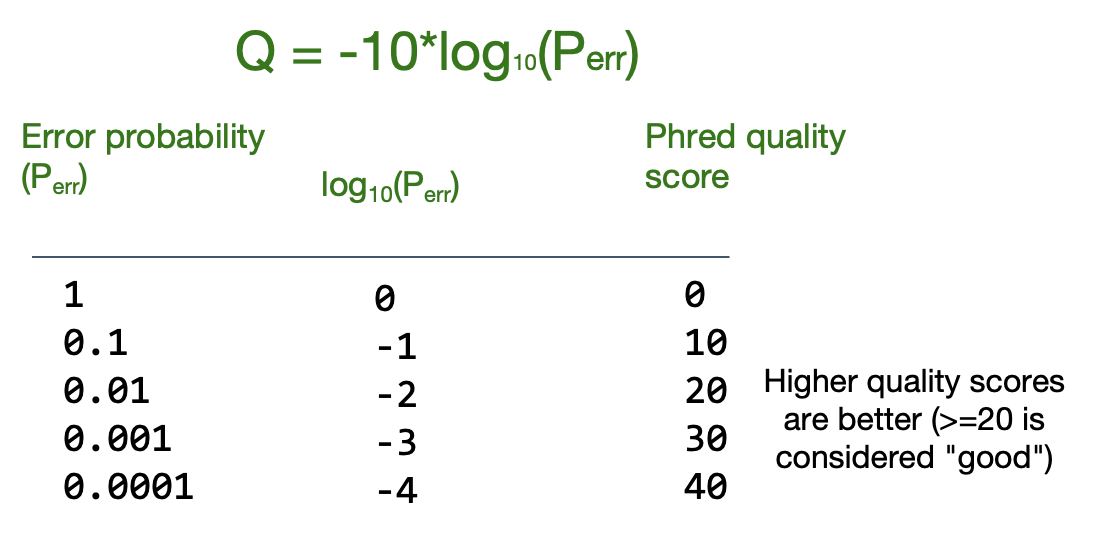 Q = -10*log10(Perr)
Error probability
(Perr)
log10(Perr)
Phred quality
score
1 0 0
0.1 -1 10
0.01 -2 20
0.001 -3 30
0.0001 -4 40
Higher quality scores
are better (>=20 is
considered "good")